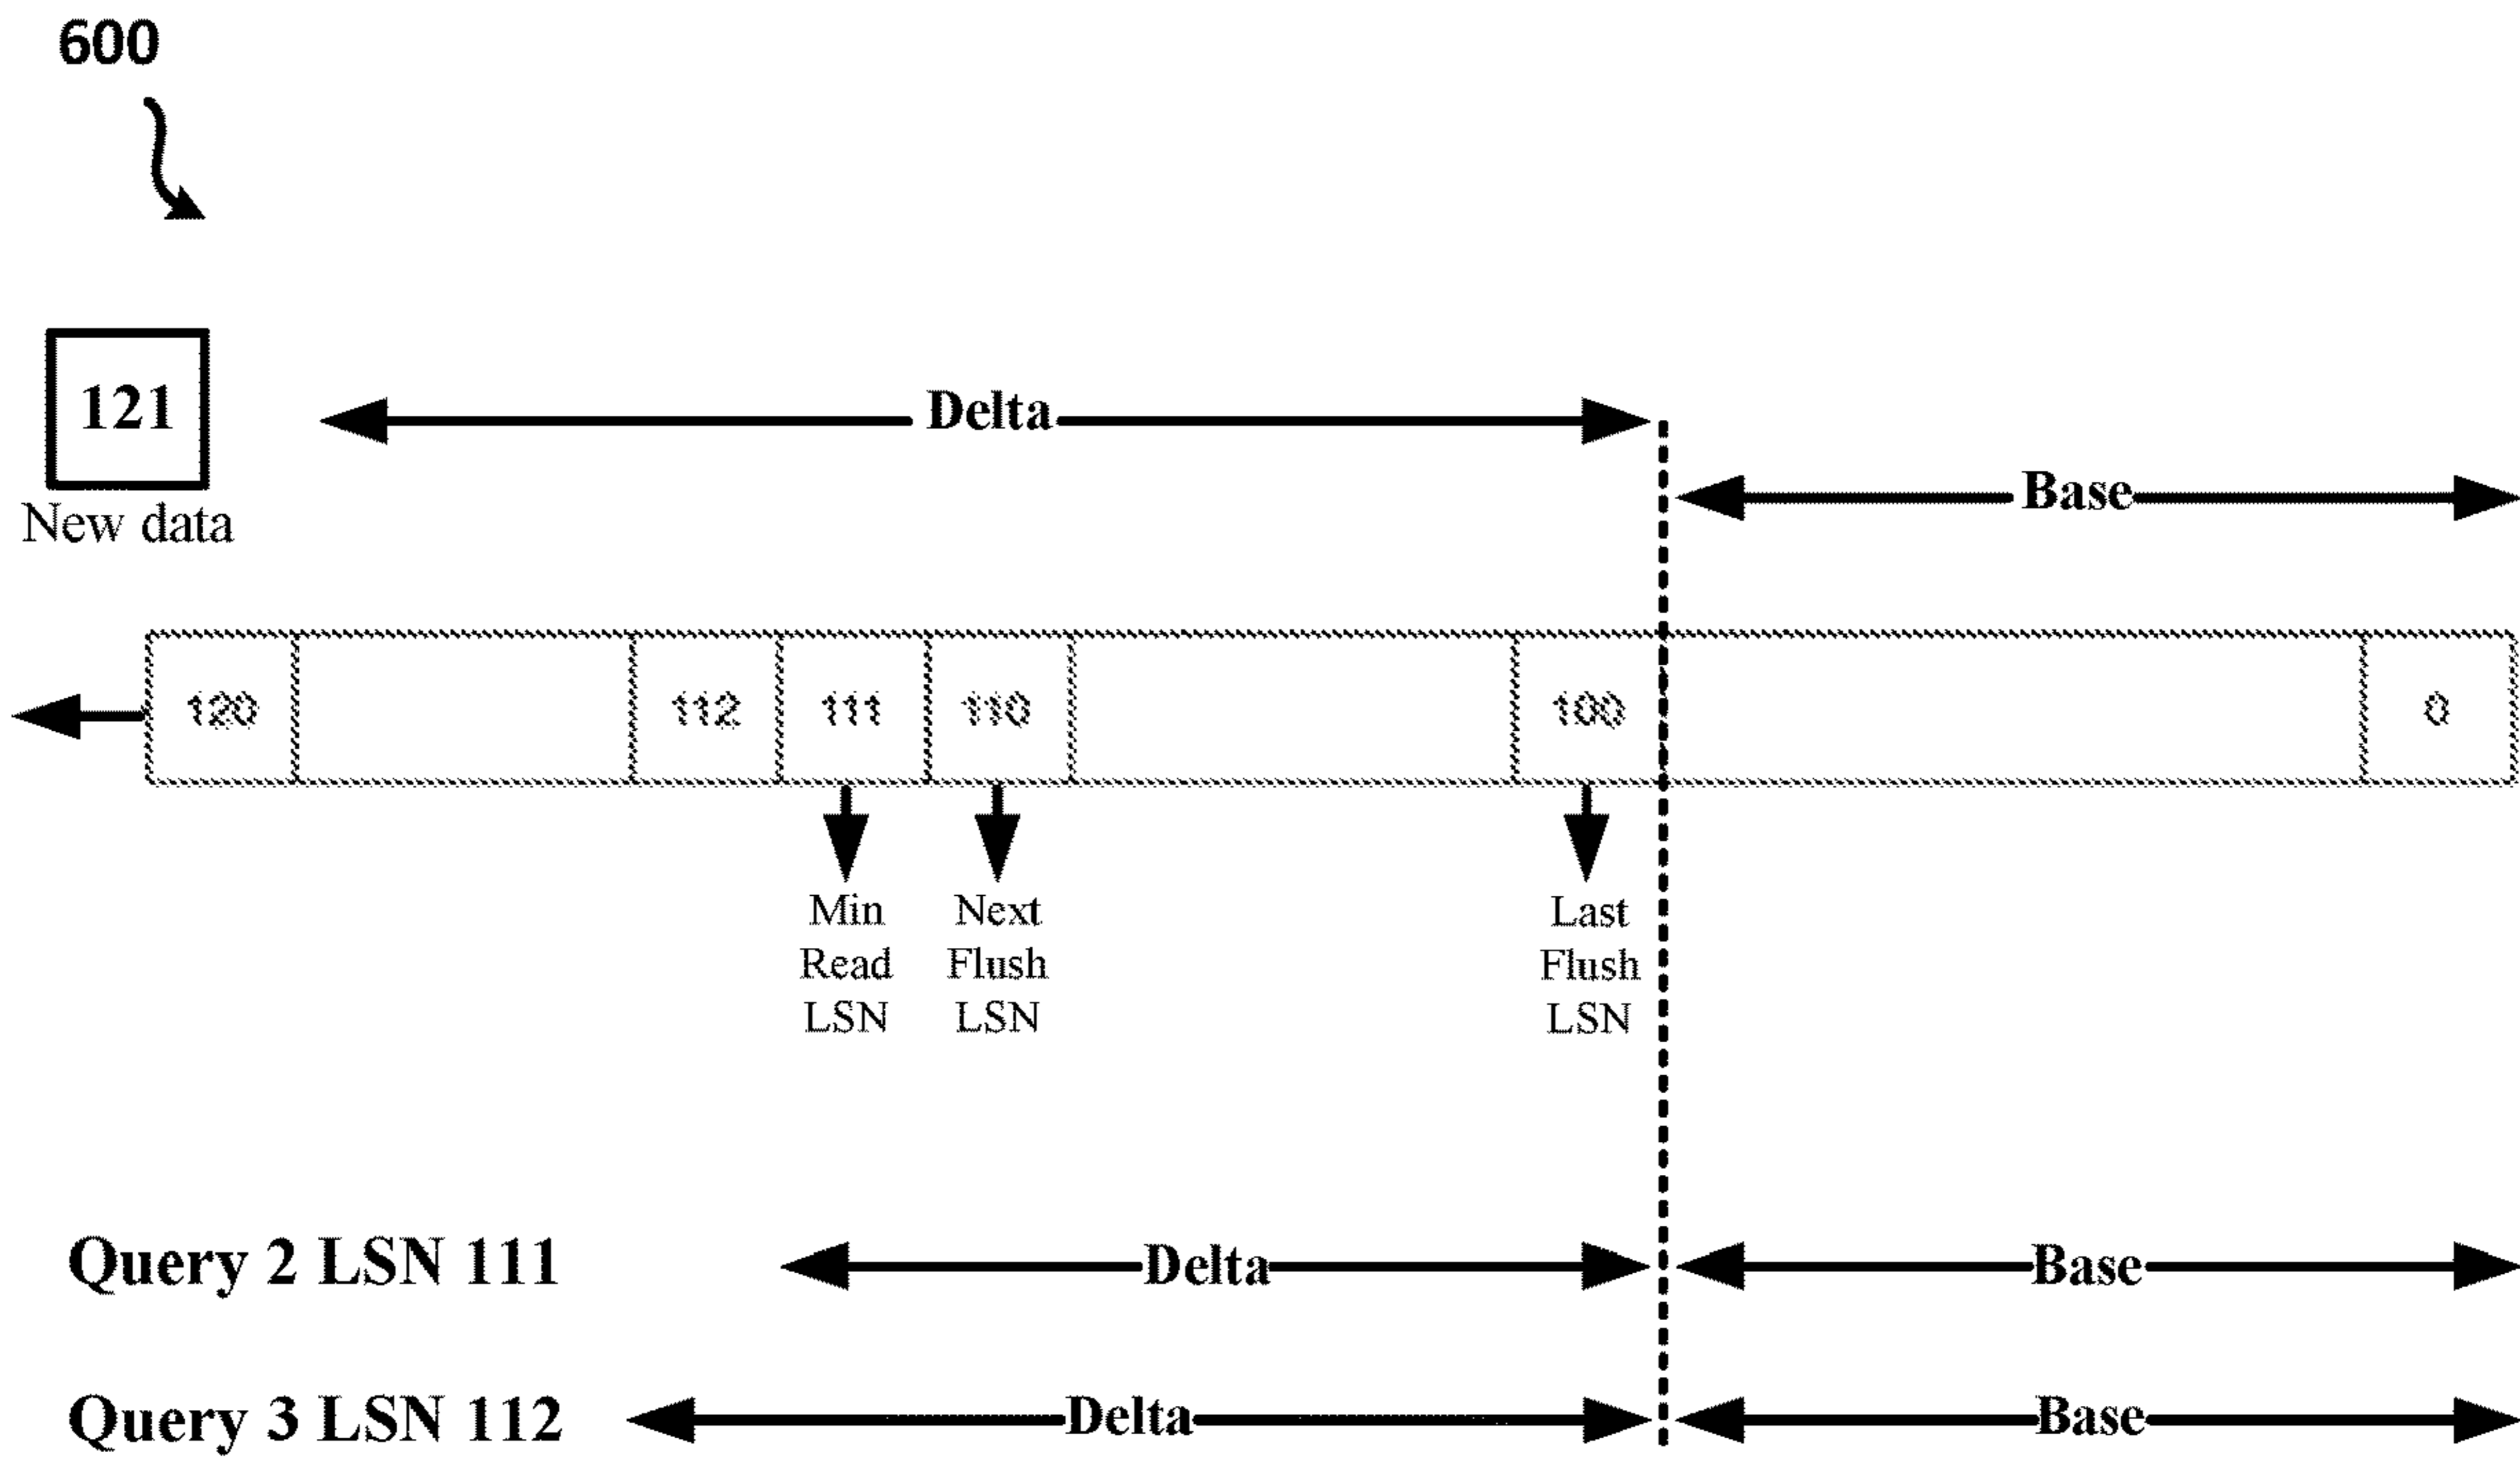 600
121
New data
Delta
Base
120 112 111 110 100 0
Min
Read
LSN
Next
Flush
LSN
Last
Flush
LSN
Query 2 LSN 111 Delta Base
Query 3 LSN 112 Delta Base